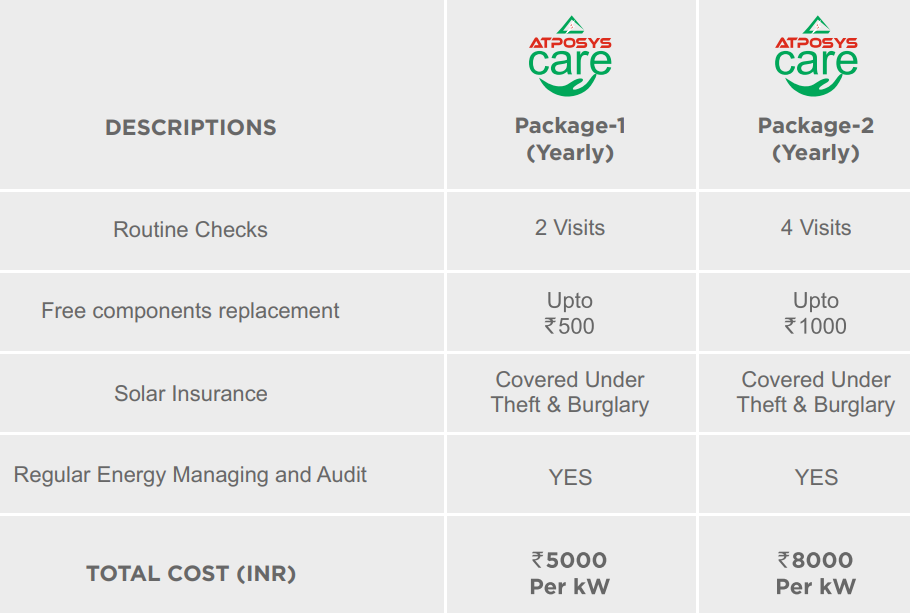 ATPOSYS
care
ATPOSYS
care
DESCRIPTIONS
Package-1
(Yearly)
Package-2
(Yearly)
Routine Checks
2 Visits
4 Visits
Free components replacement
Upto
₹500
Upto
₹1000
Solar Insurance
Covered Under
Theft & Burglary
Covered Under
Theft & Burglary
Regular Energy Managing and Audit
YES
YES
TOTAL COST (INR)
₹5000
Per kW
₹8000
Per kW